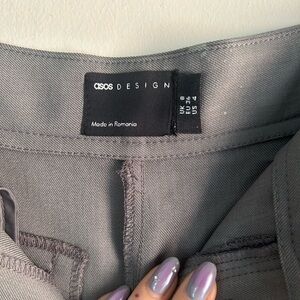 asos DESIGN
Made in Romania
UK 8
EU 36
US 4